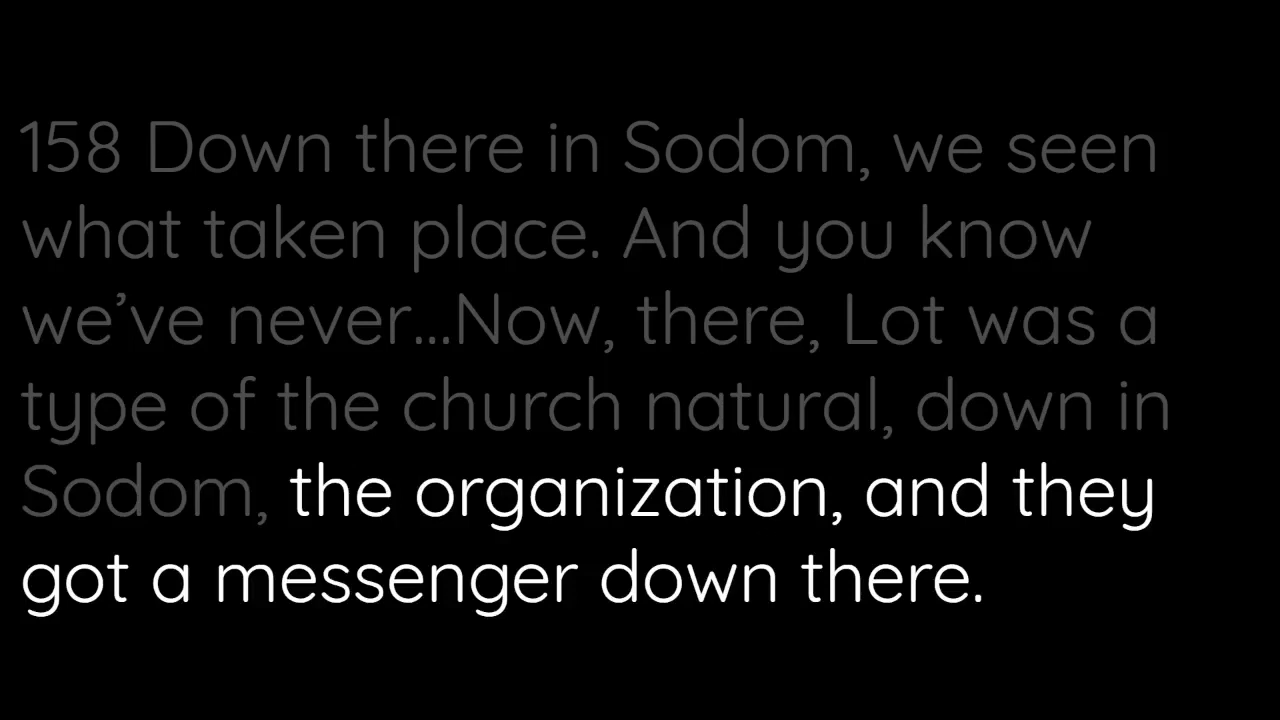 158 Down there in Sodom, we seen
what taken place. And you know
we’ve never...Now, there, Lot was a
type of the church natural, down in
Sodom, the organization, and they
got a messenger down there.